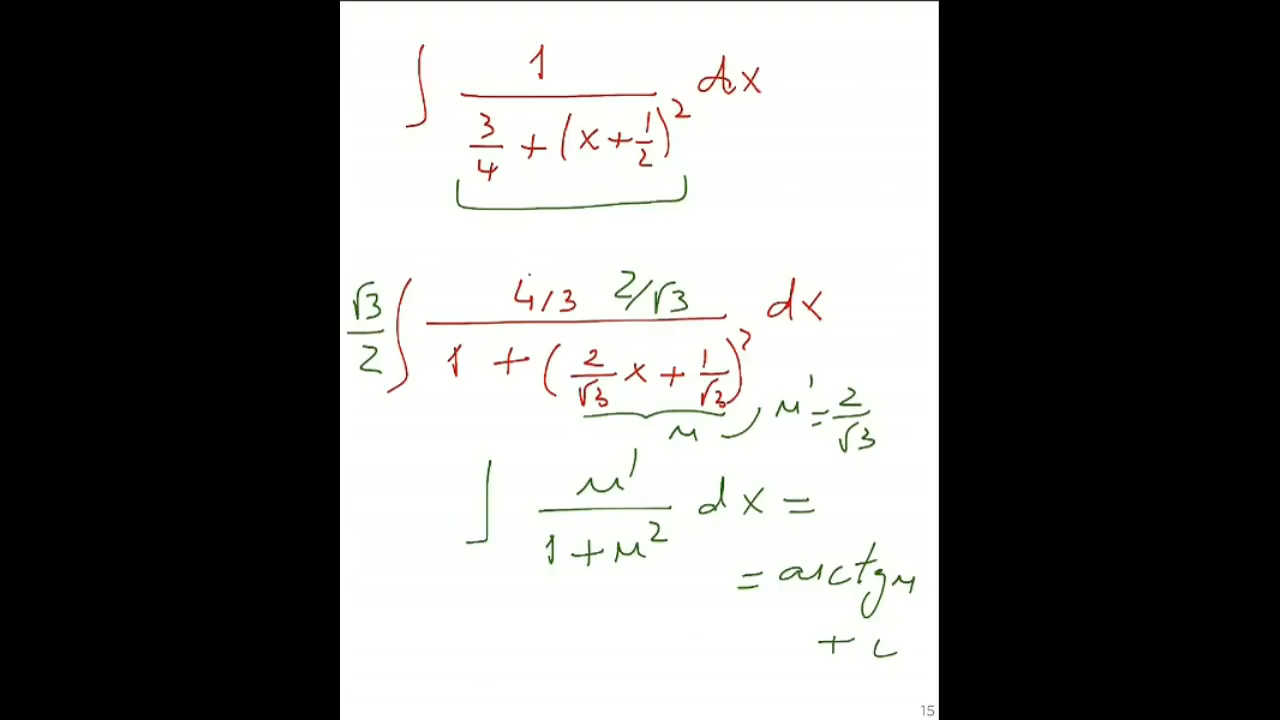 ∫ 1 / (3/4 + (x + 1/2)²) dx
√3/2 ∫ (4/3 2/√3) / (1 + (2/√3 x + 1/√3)²) dx
μ μ' = 2/√3
∫ μ' / (1 + μ²) dx =
= arctg μ
+ c
15